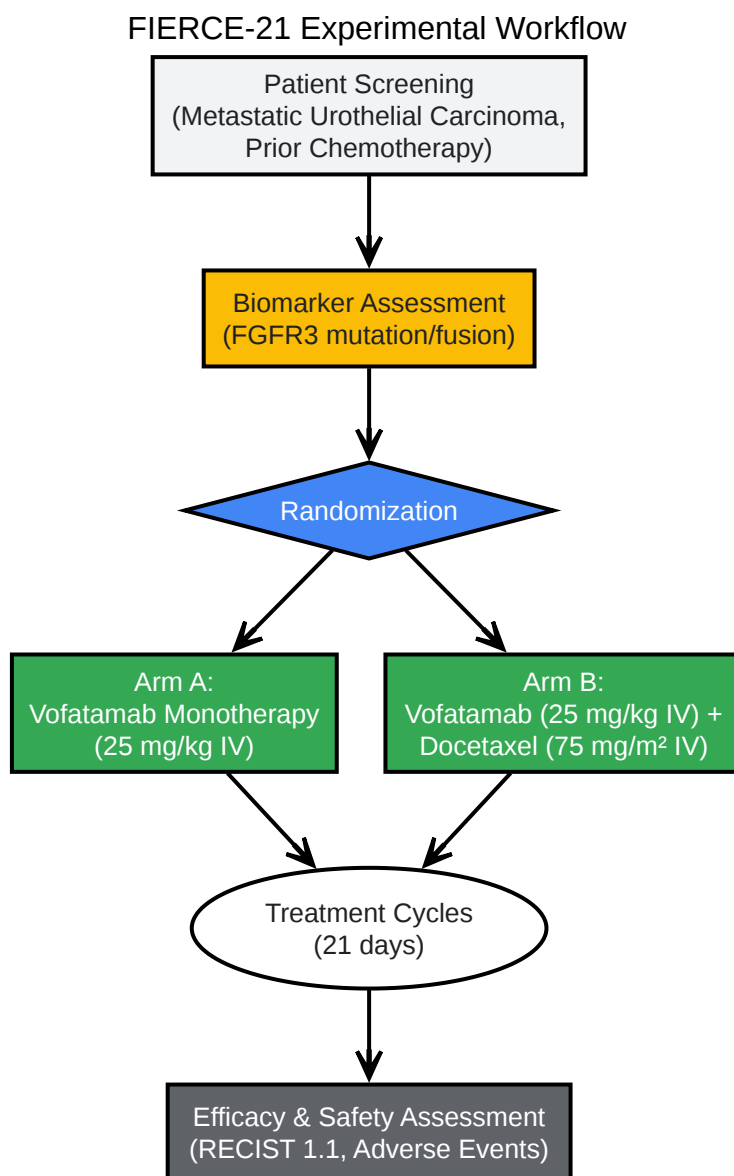 FIERCE-21 Experimental Workflow
Patient Screening
(Metastatic Urothelial Carcinoma,
Prior Chemotherapy)
Biomarker Assessment
(FGFR3 mutation/fusion)
Randomization
Arm A:
Vofatamab Monotherapy
(25 mg/kg IV)
Arm B:
Vofatamab (25 mg/kg IV) +
Docetaxel (75 mg/m² IV)
Treatment Cycles
(21 days)
Efficacy & Safety Assessment
(RECIST 1.1, Adverse Events)